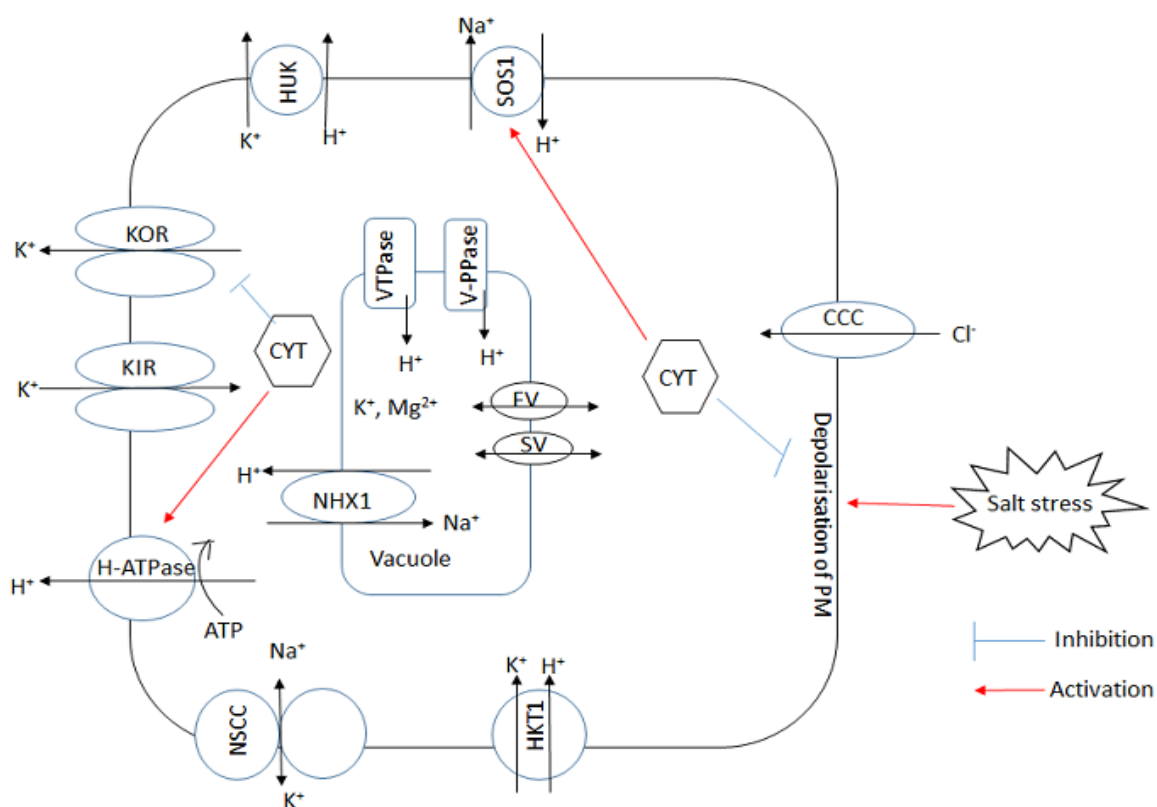 Na⁺
HUK
SOS1
K⁺
H⁺
H⁺
KOR
K⁺
VTPase
V-PPase
CCC
Cl⁻
CYT
H⁺
H⁺
KIR
K⁺
CYT
K⁺, Mg²⁺
FV
SV
Depolarisation of PM
H⁺
NHX1
Na⁺
Salt stress
Vacuole
H-ATPase
H⁺
ATP
Inhibition
Na⁺
K⁺
H⁺
Activation
NSCC
HKT1
K⁺